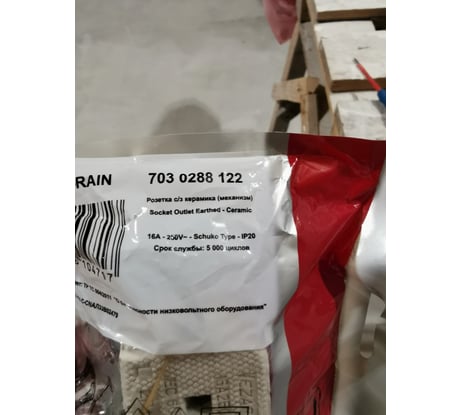 RAIN 703 0288 122
Розетка с/з керамика (механизм)
Socket Outlet Earthed - Ceramic
16A - 250V~ - Schuko Type - IP20
Срок службы: 5 000 циклов
104717
низковольтного оборудования"